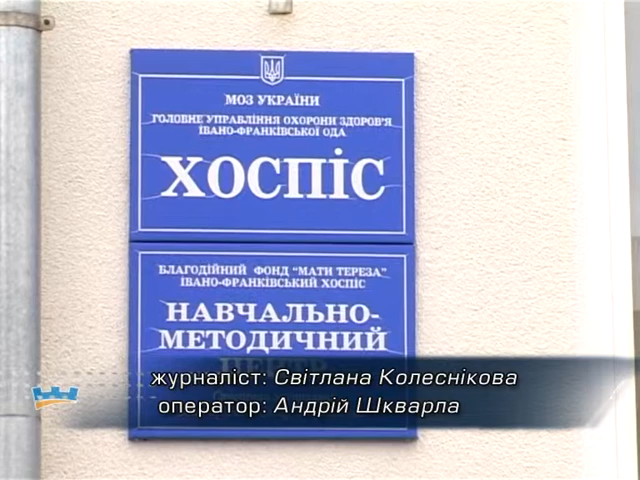 МОЗ УКРАЇНИ
ГОЛОВНЕ УПРАВЛІННЯ ОХОРОНИ ЗДОРОВ'Я
ІВАНО-ФРАНКІВСЬКОЇ ОДА
ХОСПІС
БЛАГОДІЙНИЙ ФОНД "МАТИ ТЕРЕЗА"
ІВАНО-ФРАНКІВСЬКИЙ ХОСПІС
НАВЧАЛЬНО-
МЕТОДИЧНИЙ
ЦЕНТР
журналіст: Світлана Колеснікова
оператор: Андрій Шкварла